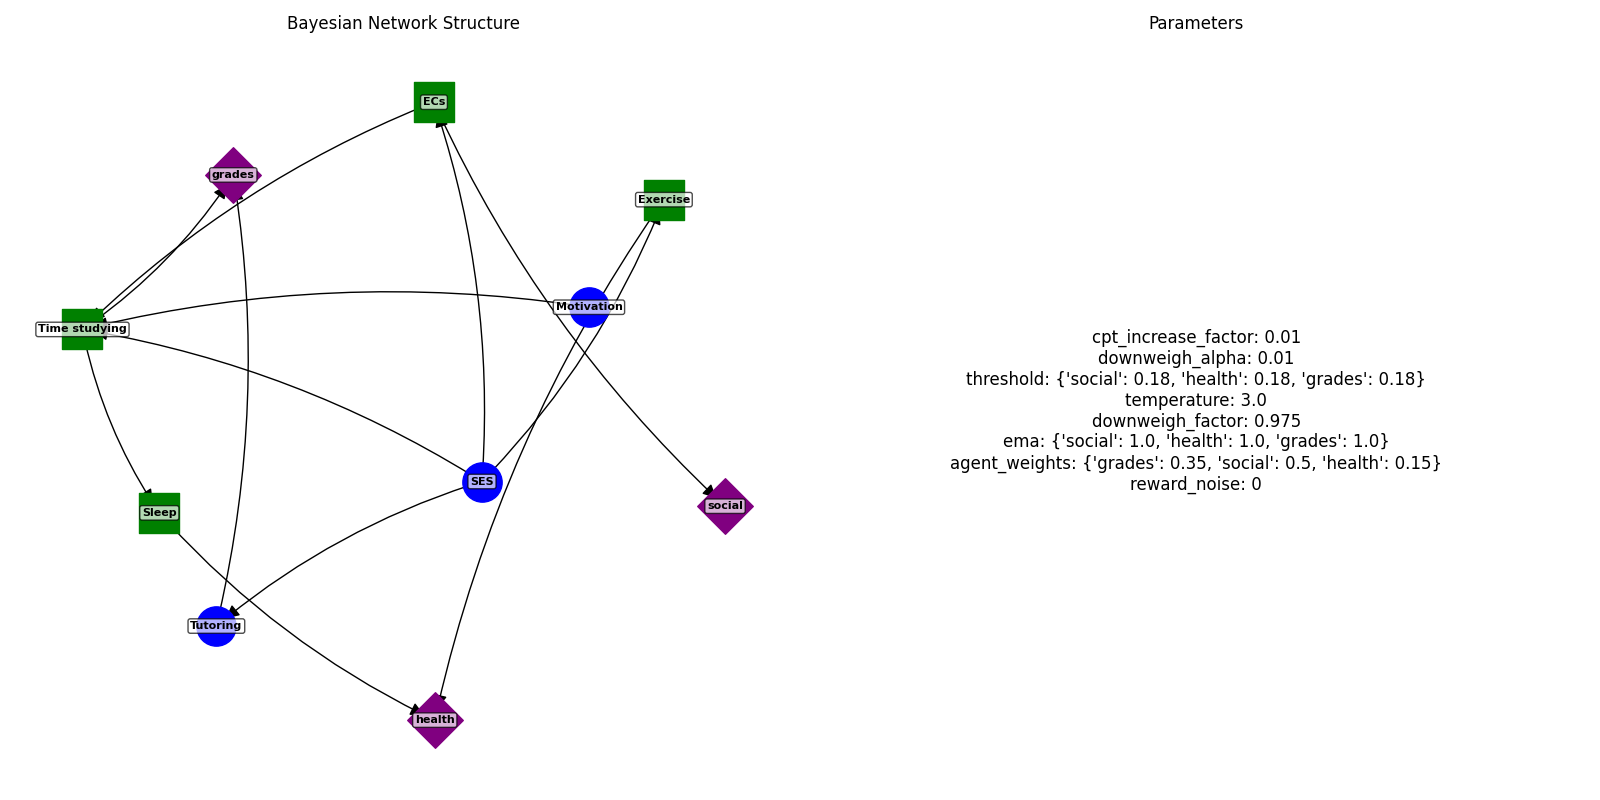 Bayesian Network Structure
Parameters
ECs
grades
Exercise
Motivation
Time studying
SES
social
Sleep
Tutoring
health
cpt_increase_factor: 0.01
downweigh_alpha: 0.01
threshold: {'social': 0.18, 'health': 0.18, 'grades': 0.18}
temperature: 3.0
downweigh_factor: 0.975
ema: {'social': 1.0, 'health': 1.0, 'grades': 1.0}
agent_weights: {'grades': 0.35, 'social': 0.5, 'health': 0.15}
reward_noise: 0